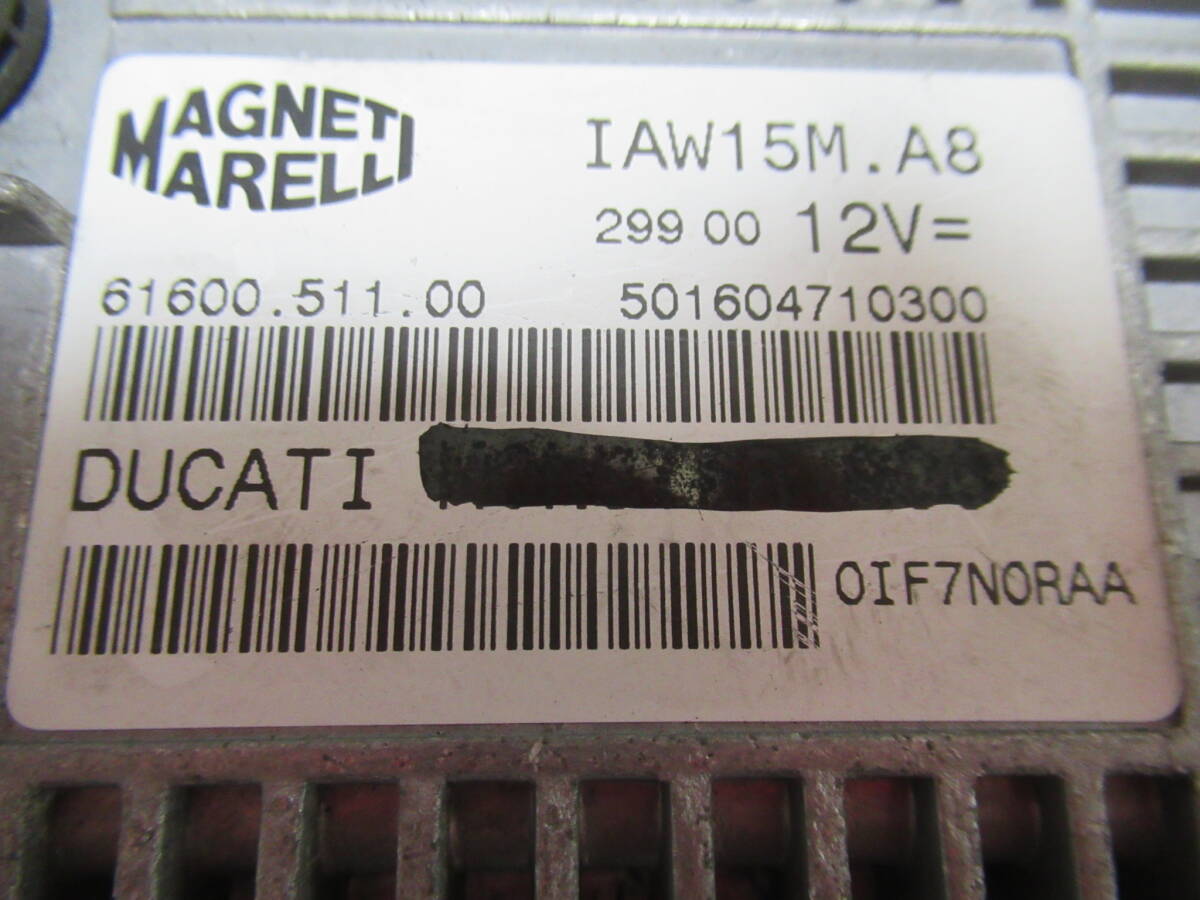 MAGNETI
MARELLI
IAW15M.A8
299 00 12V=
61600.511.00 501604710300
DUCATI
0IF7N0RAA